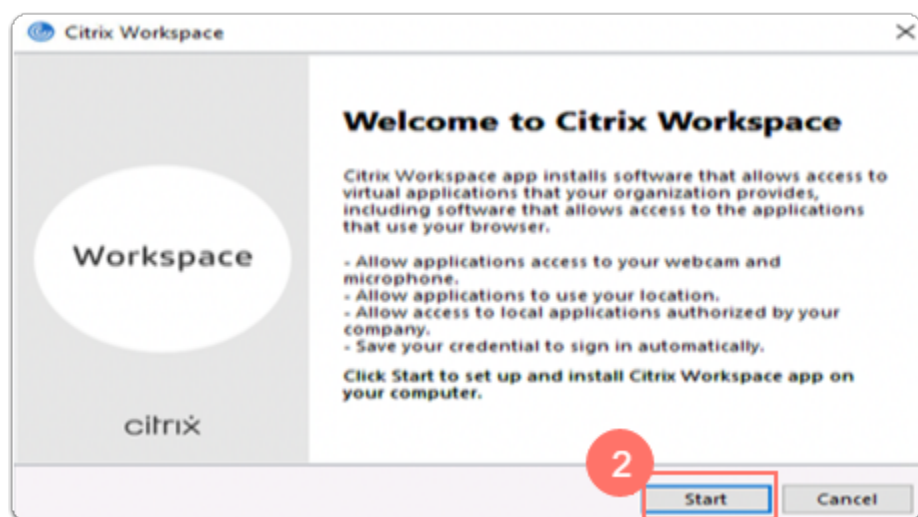 Citrix Workspace
Welcome to Citrix Workspace
Citrix Workspace app installs software that allows access to
virtual applications that your organization provides,
including software that allows access to the applications
that use your browser.
- Allow applications access to your webcam and
microphone.
- Allow applications to use your location.
- Allow access to local applications authorized by your
company.
- Save your credential to sign in automatically.
Click Start to set up and install Citrix Workspace app on
your computer.
Workspace
citrix
2
Start
Cancel